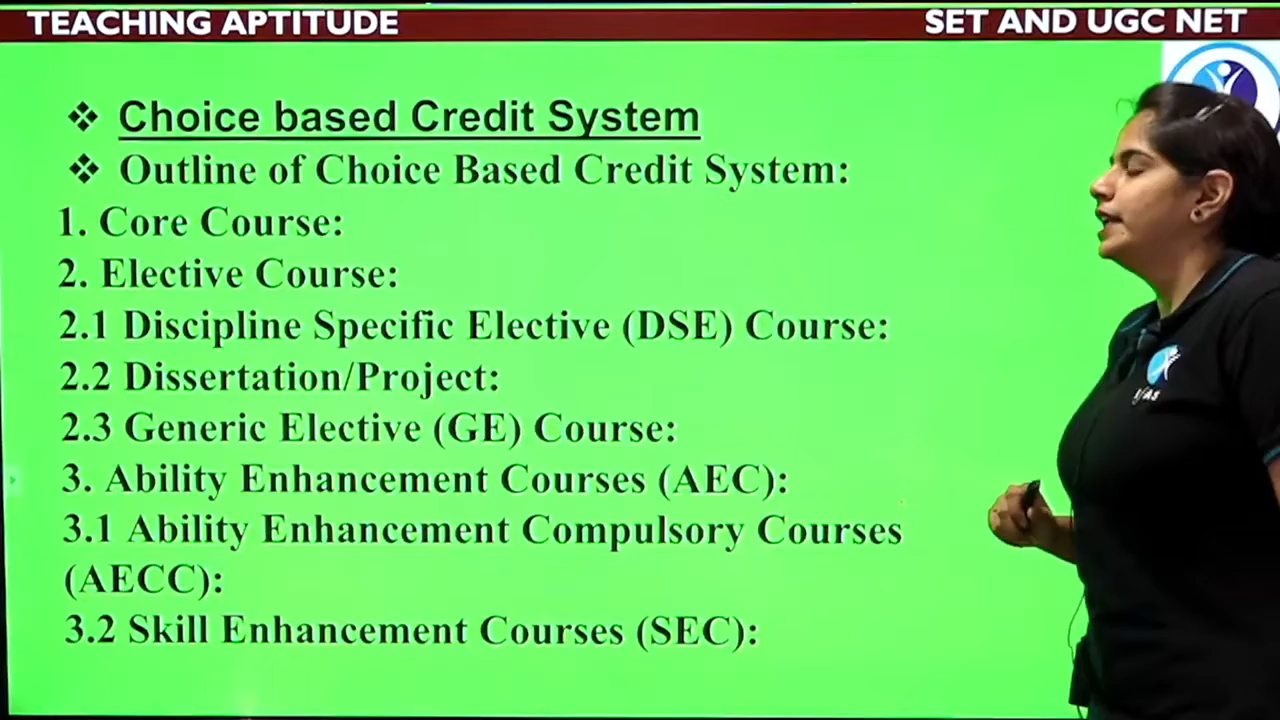 TEACHING APTITUDE
SET AND UGC NET
❖ Choice based Credit System
❖ Outline of Choice Based Credit System:
1. Core Course:
2. Elective Course:
2.1 Discipline Specific Elective (DSE) Course:
2.2 Dissertation/Project:
2.3 Generic Elective (GE) Course:
3. Ability Enhancement Courses (AEC):
3.1 Ability Enhancement Compulsory Courses
(AECC):
3.2 Skill Enhancement Courses (SEC):